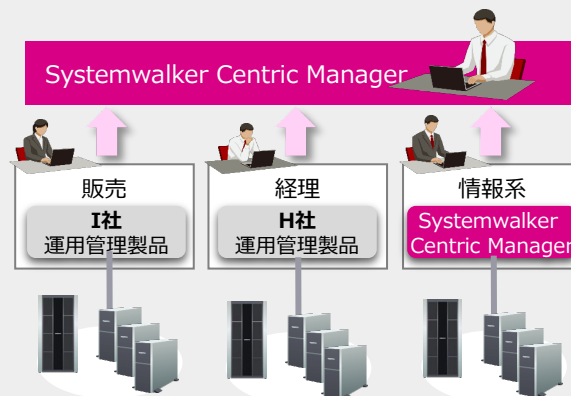 Systemwalker Centric Manager
販売
I社
運用管理製品
経理
H社
運用管理製品
情報系
Systemwalker
Centric Manager